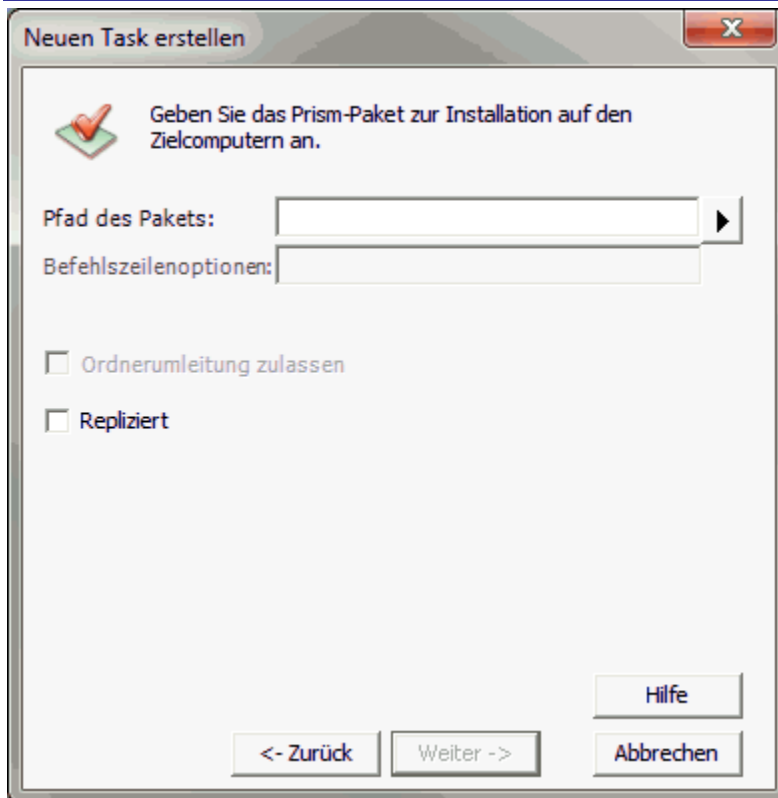 Neuen Task erstellen
Geben Sie das Prism-Paket zur Installation auf den
Zielcomputern an.
Pfad des Pakets:
Befehlszeilenoptionen:
Ordnerumleitung zulassen
Repliziert
Hilfe
<- Zurück Weiter -> Abbrechen